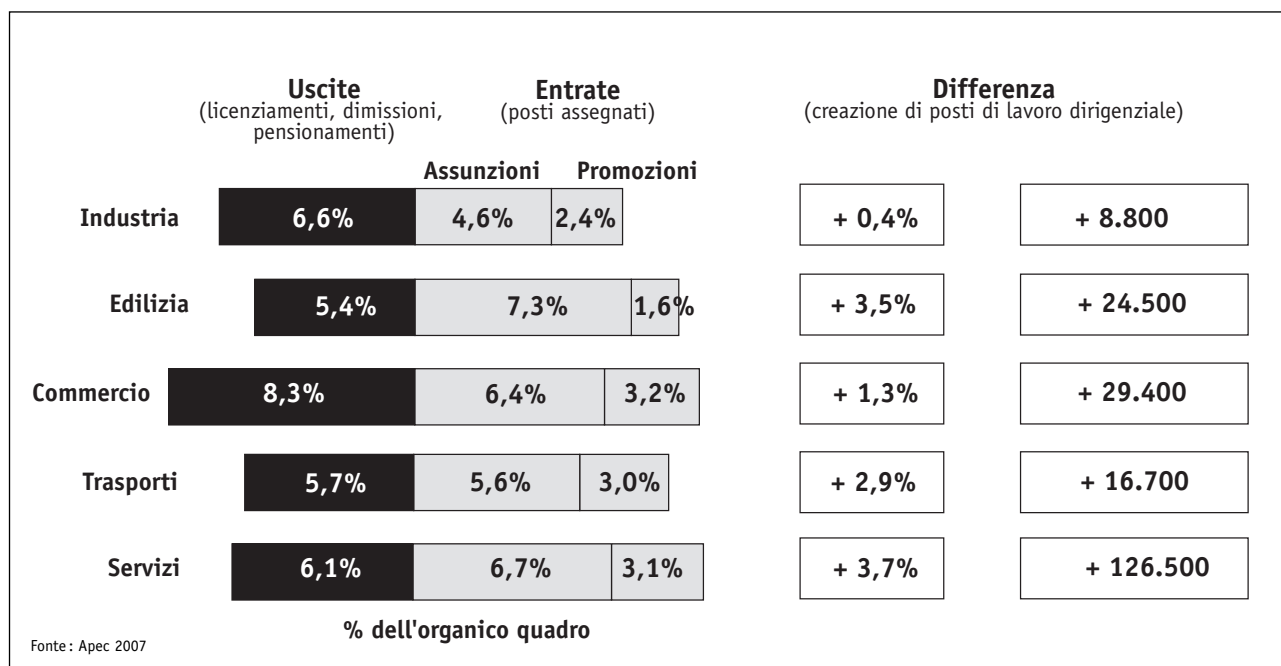 Uscite
(licenziamenti, dimissioni,
pensionamenti)
Entrate
(posti assegnati)
Differenza
(creazione di posti di lavoro dirigenziale)
Assunzioni Promozioni
Industria 6,6% 4,6% 2,4% + 0,4% + 8.800
Edilizia 5,4% 7,3% 1,6% + 3,5% + 24.500
Commercio 8,3% 6,4% 3,2% + 1,3% + 29.400
Trasporti 5,7% 5,6% 3,0% + 2,9% + 16.700
Servizi 6,1% 6,7% 3,1% + 3,7% + 126.500
% dell'organico quadro
Fonte : Apec 2007